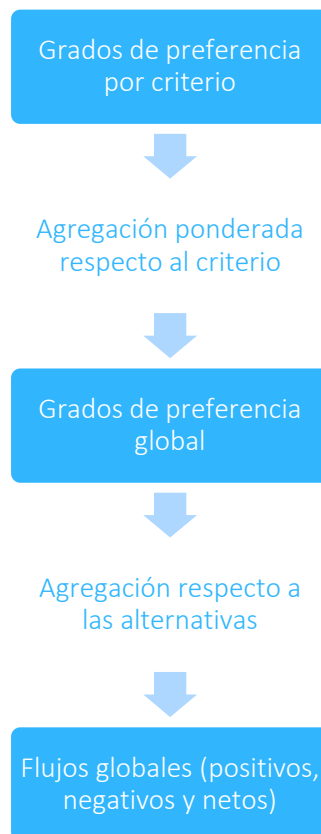 Grados de preferencia
por criterio
Agregación ponderada
respecto al criterio
Grados de preferencia
global
Agregación respecto a
las alternativas
Flujos globales (positivos,
negativos y netos)